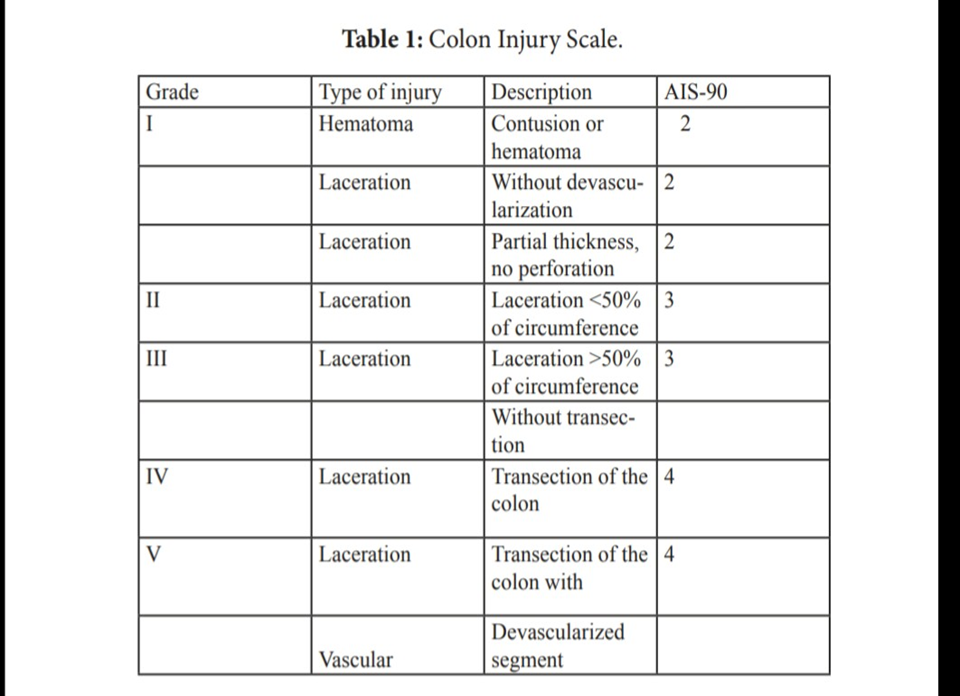 Table 1: Colon Injury Scale.
Grade Type of injury Description AIS-90
I Hematoma Contusion or 2
hematoma
Laceration Without devascu- 2
larization
Laceration Partial thickness, 2
no perforation
II Laceration Laceration <50% 3
of circumference
III Laceration Laceration >50% 3
of circumference
Without transec-
tion
IV Laceration Transection of the 4
colon
V Laceration Transection of the 4
colon with
Devascularized
Vascular segment